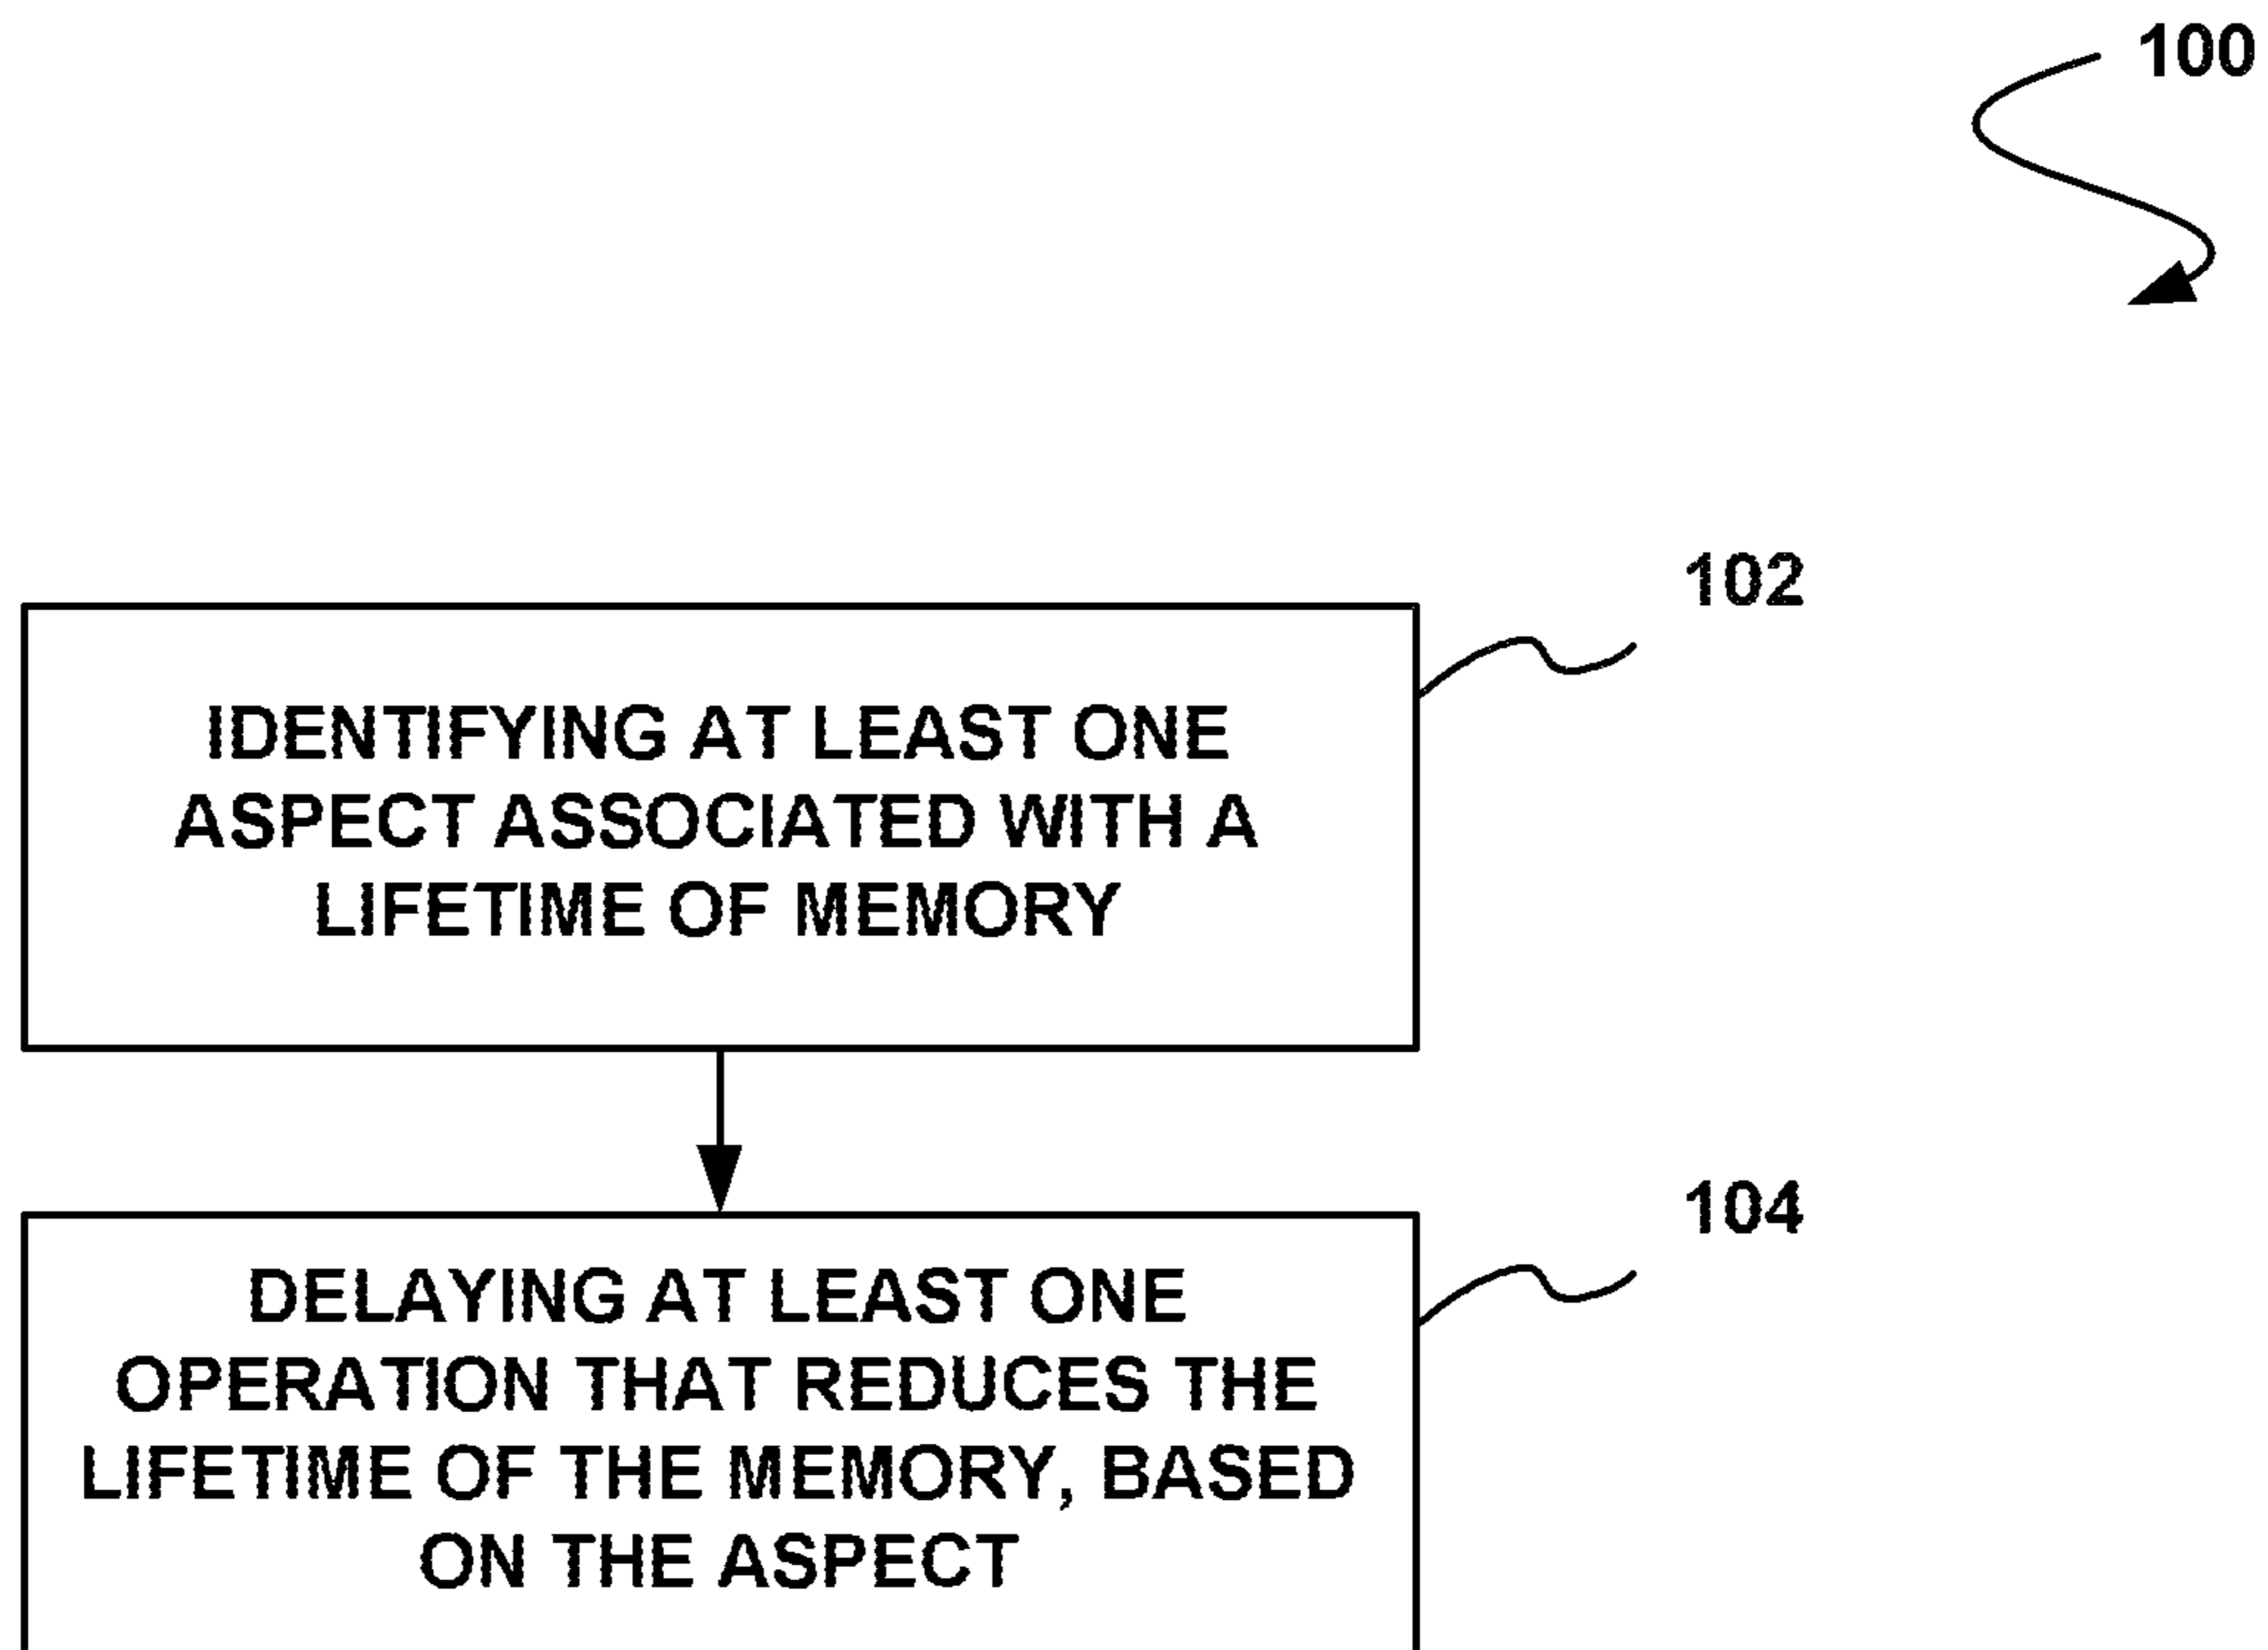 100
102
IDENTIFYING AT LEAST ONE
ASPECT ASSOCIATED WITH A
LIFETIME OF MEMORY
104
DELAYING AT LEAST ONE
OPERATION THAT REDUCES THE
LIFETIME OF THE MEMORY, BASED
ON THE ASPECT